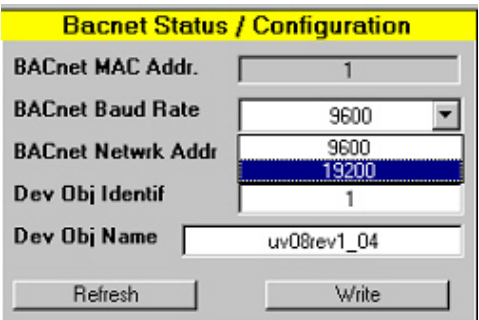 Bacnet Status / Configuration
BACnet MAC Addr. 1
BACnet Baud Rate 9600
BACnet Netwrk Addr 9600
19200
Dev Obj Identif 1
Dev Obj Name uv08rev1_04
Refresh Write